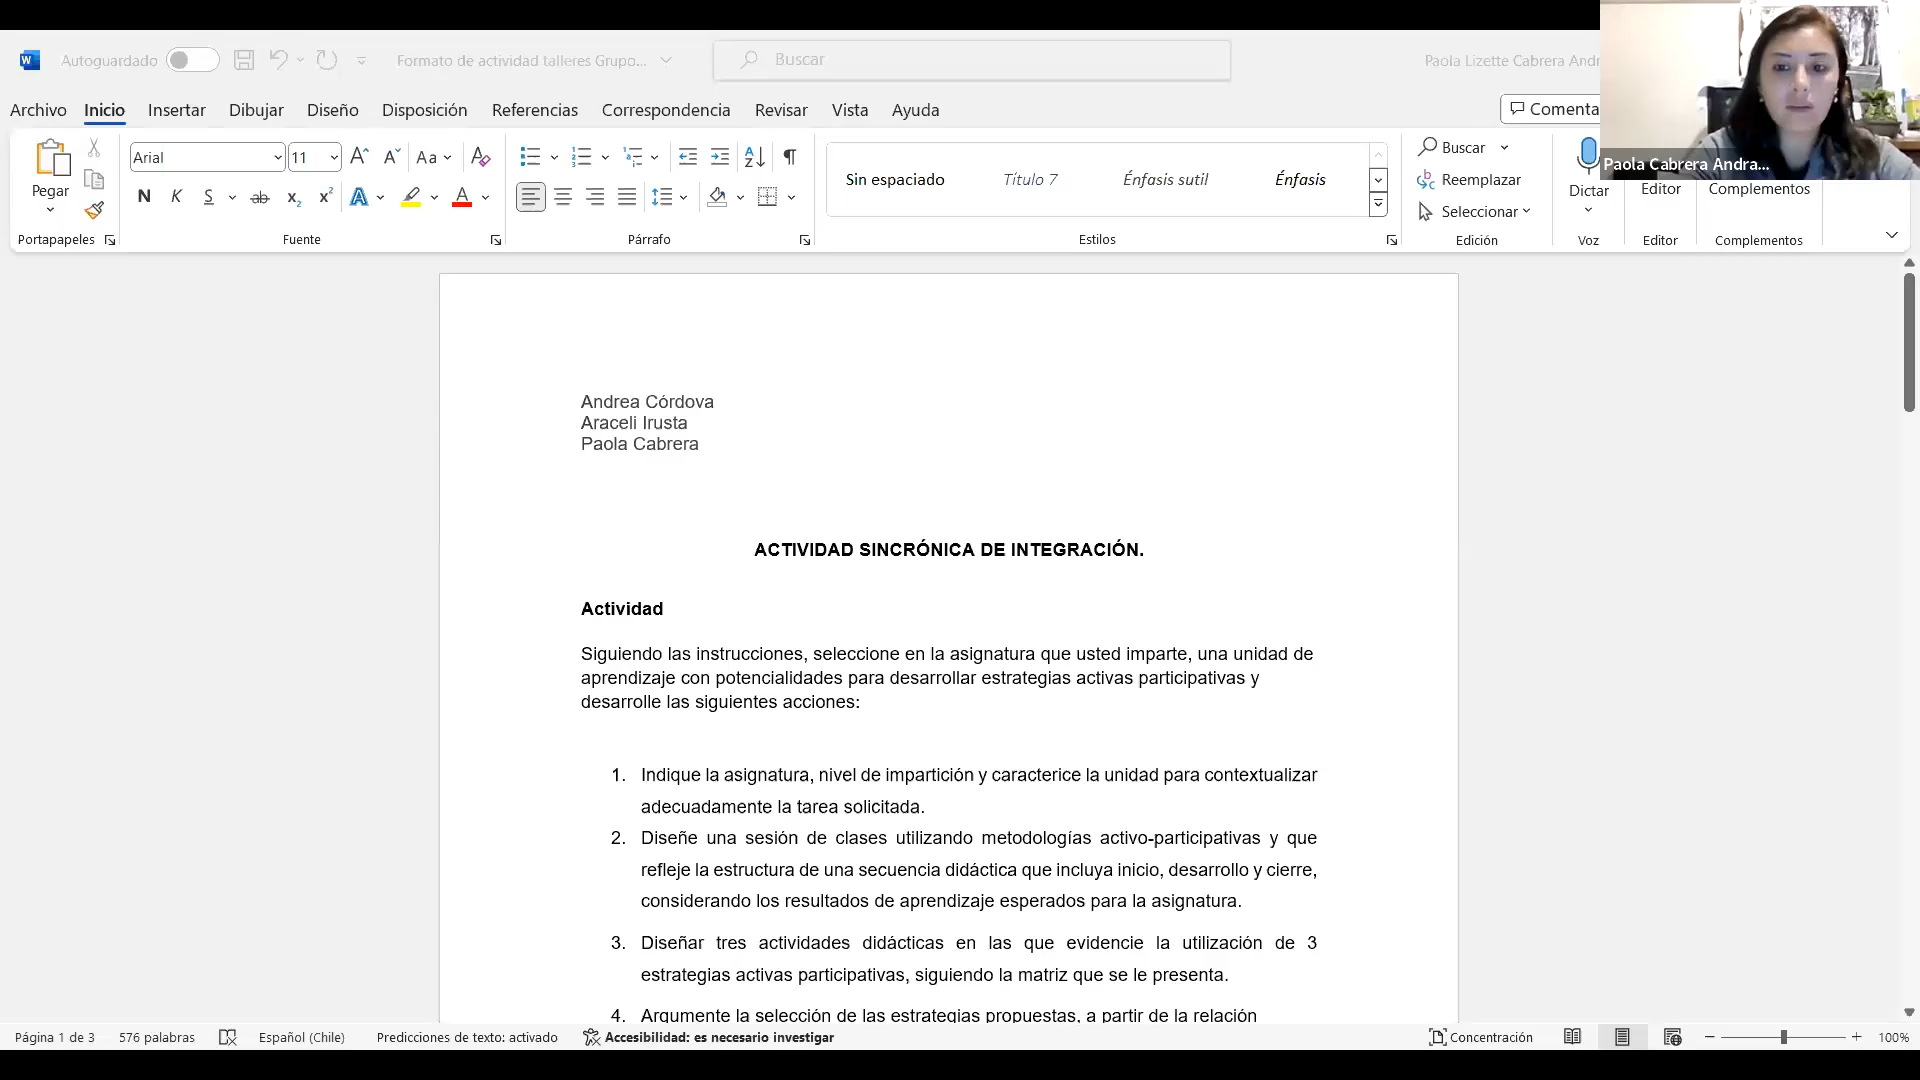 Autoguardado
Formato de actividad talleres Grupo...
Buscar
Paola Lizette Cabrera Andr
Archivo Inicio Insertar Dibujar Diseño Disposición Referencias Correspondencia Revisar Vista Ayuda
Comenta
Paola Cabrera Andra...
Pegar
Arial 11
Aa
N K S ab x₂ x² A A
Sin espaciado Título 7 Énfasis sutil Énfasis
Buscar
Reemplazar
Seleccionar
Dictar
Editor
Complementos
Portapapeles Fuente Párrafo Estilos Edición Voz Editor Complementos
Andrea Córdova
Araceli Irusta
Paola Cabrera
ACTIVIDAD SINCRÓNICA DE INTEGRACIÓN.
Actividad
Siguiendo las instrucciones, seleccione en la asignatura que usted imparte, una unidad de
aprendizaje con potencialidades para desarrollar estrategias activas participativas y
desarrolle las siguientes acciones:
1. Indique la asignatura, nivel de impartición y caracterice la unidad para contextualizar
adecuadamente la tarea solicitada.
2. Diseñe una sesión de clases utilizando metodologías activo-participativas y que
refleje la estructura de una secuencia didáctica que incluya inicio, desarrollo y cierre,
considerando los resultados de aprendizaje esperados para la asignatura.
3. Diseñar tres actividades didácticas en las que evidencie la utilización de 3
estrategias activas participativas, siguiendo la matriz que se le presenta.
4. Argumente la selección de las estrategias propuestas, a partir de la relación
Página 1 de 3 576 palabras Español (Chile) Predicciones de texto: activado Accesibilidad: es necesario investigar Concentración 100%